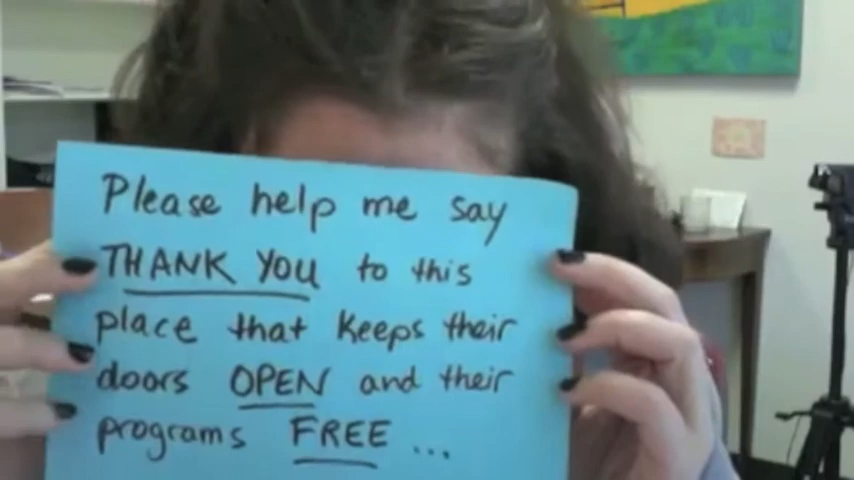 Please help me say
THANK YOU to this
place that keeps their
doors OPEN and their
programs FREE ...